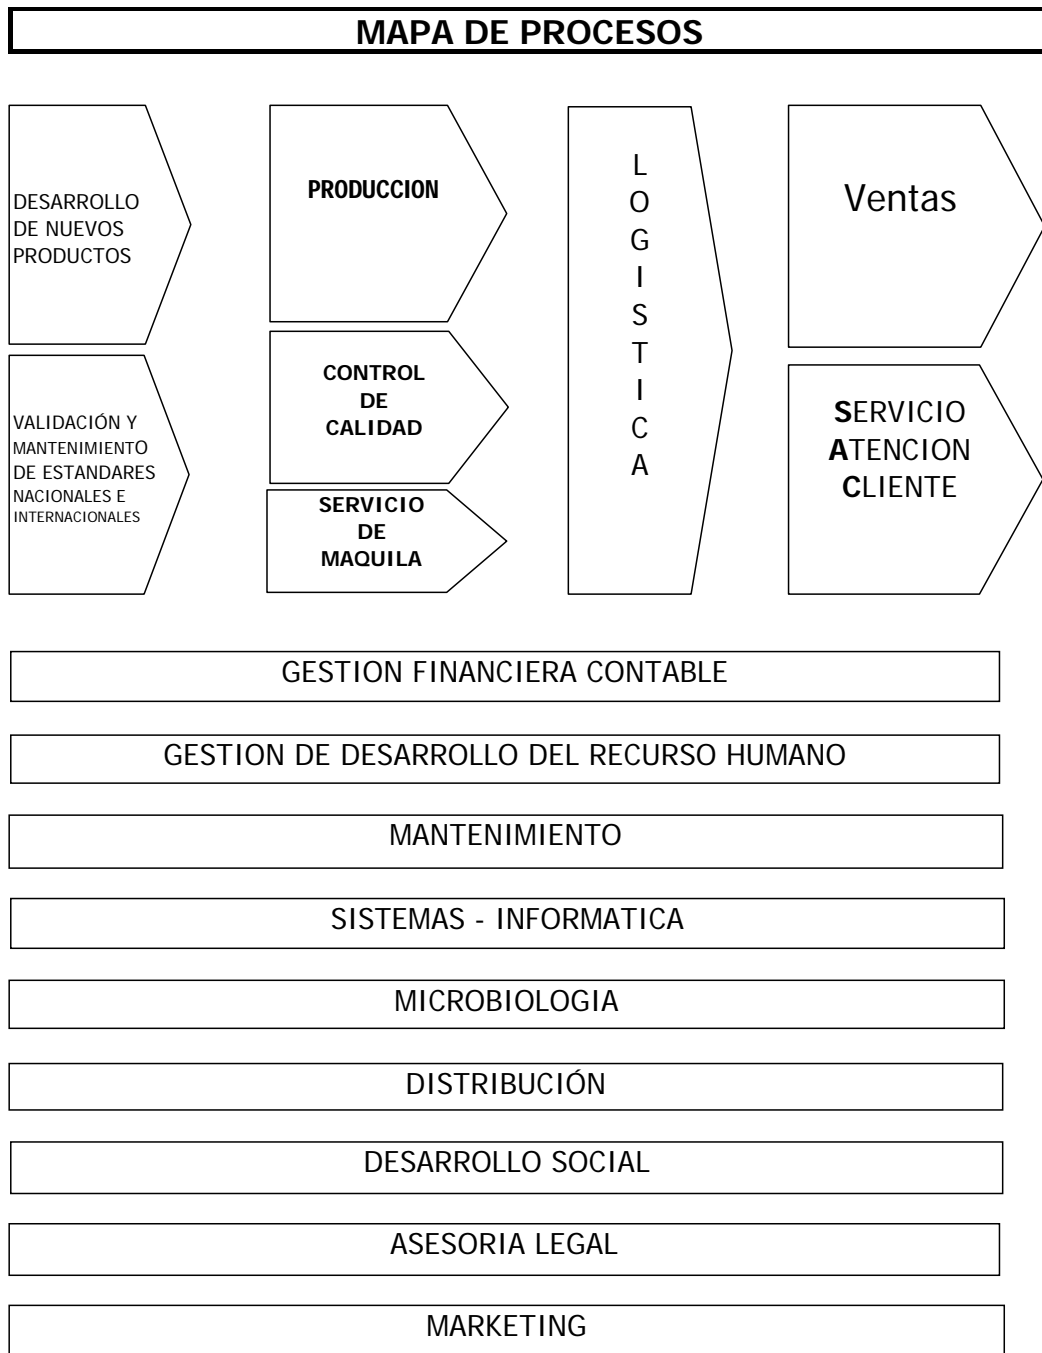 MAPA DE PROCESOS
DESARROLLO
DE NUEVOS
PRODUCTOS
VALIDACIÓN Y
MANTENIMIENTO
DE ESTANDARES
NACIONALES E
INTERNACIONALES
PRODUCCION
CONTROL
DE
CALIDAD
SERVICIO
DE
MAQUILA
L
O
G
I
S
T
I
C
A
Ventas
SERVICIO
ATENCION
CLIENTE
GESTION FINANCIERA CONTABLE
GESTION DE DESARROLLO DEL RECURSO HUMANO
MANTENIMIENTO
SISTEMAS - INFORMATICA
MICROBIOLOGIA
DISTRIBUCIÓN
DESARROLLO SOCIAL
ASESORIA LEGAL
MARKETING